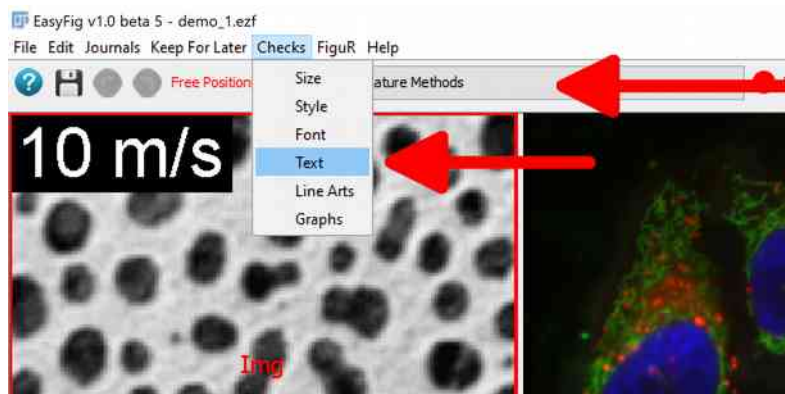 EasyFig v1.0 beta 5 - demo_1.ezf
File Edit Journals Keep For Later Checks FiguR Help
Free Position ature Methods
Size
Style
Font
Text
Line Arts
Graphs
10 m/s
Img